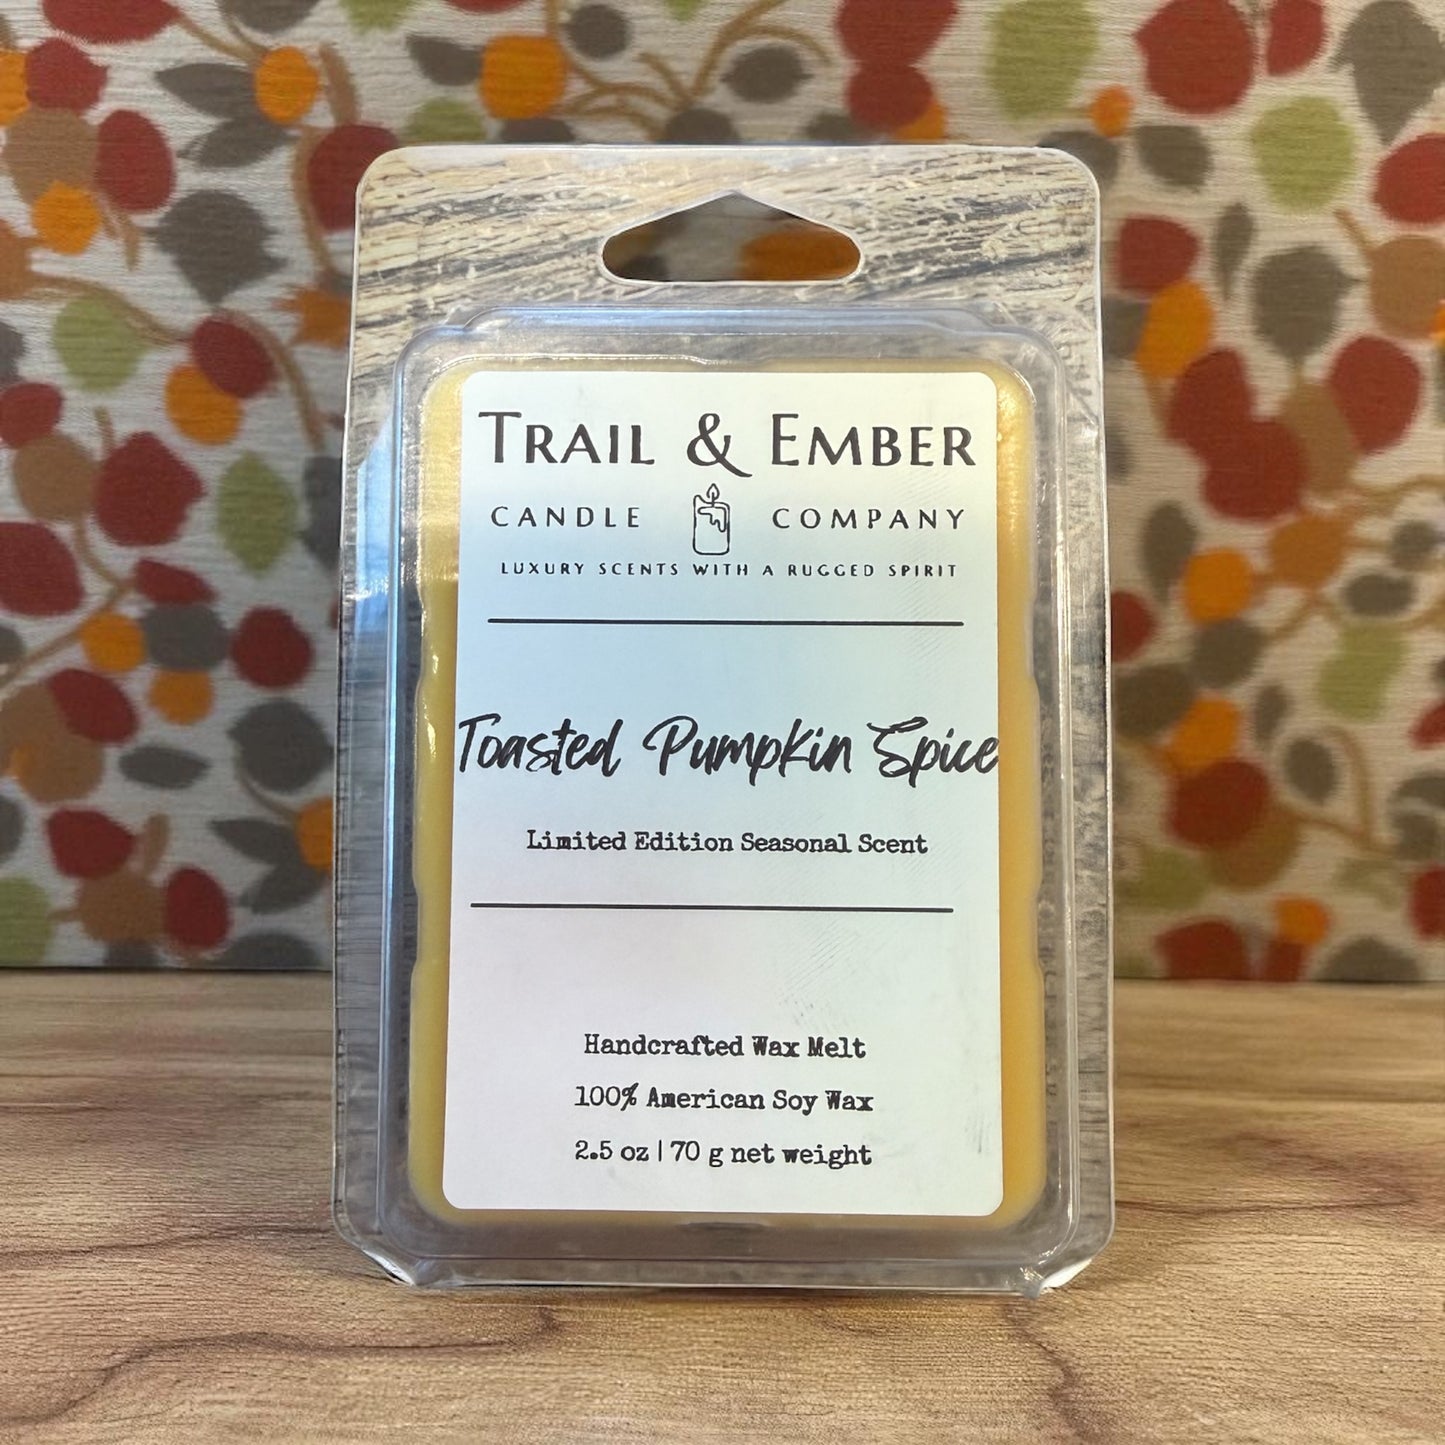 TRAIL & EMBER
CANDLE COMPANY
LUXURY SCENTS WITH A RUGGED SPIRIT
Toasted Pumpkin Spice
Limited Edition Seasonal Scent
Handcrafted Wax Melt
100% American Soy Wax
2.5 oz | 70 g net weight